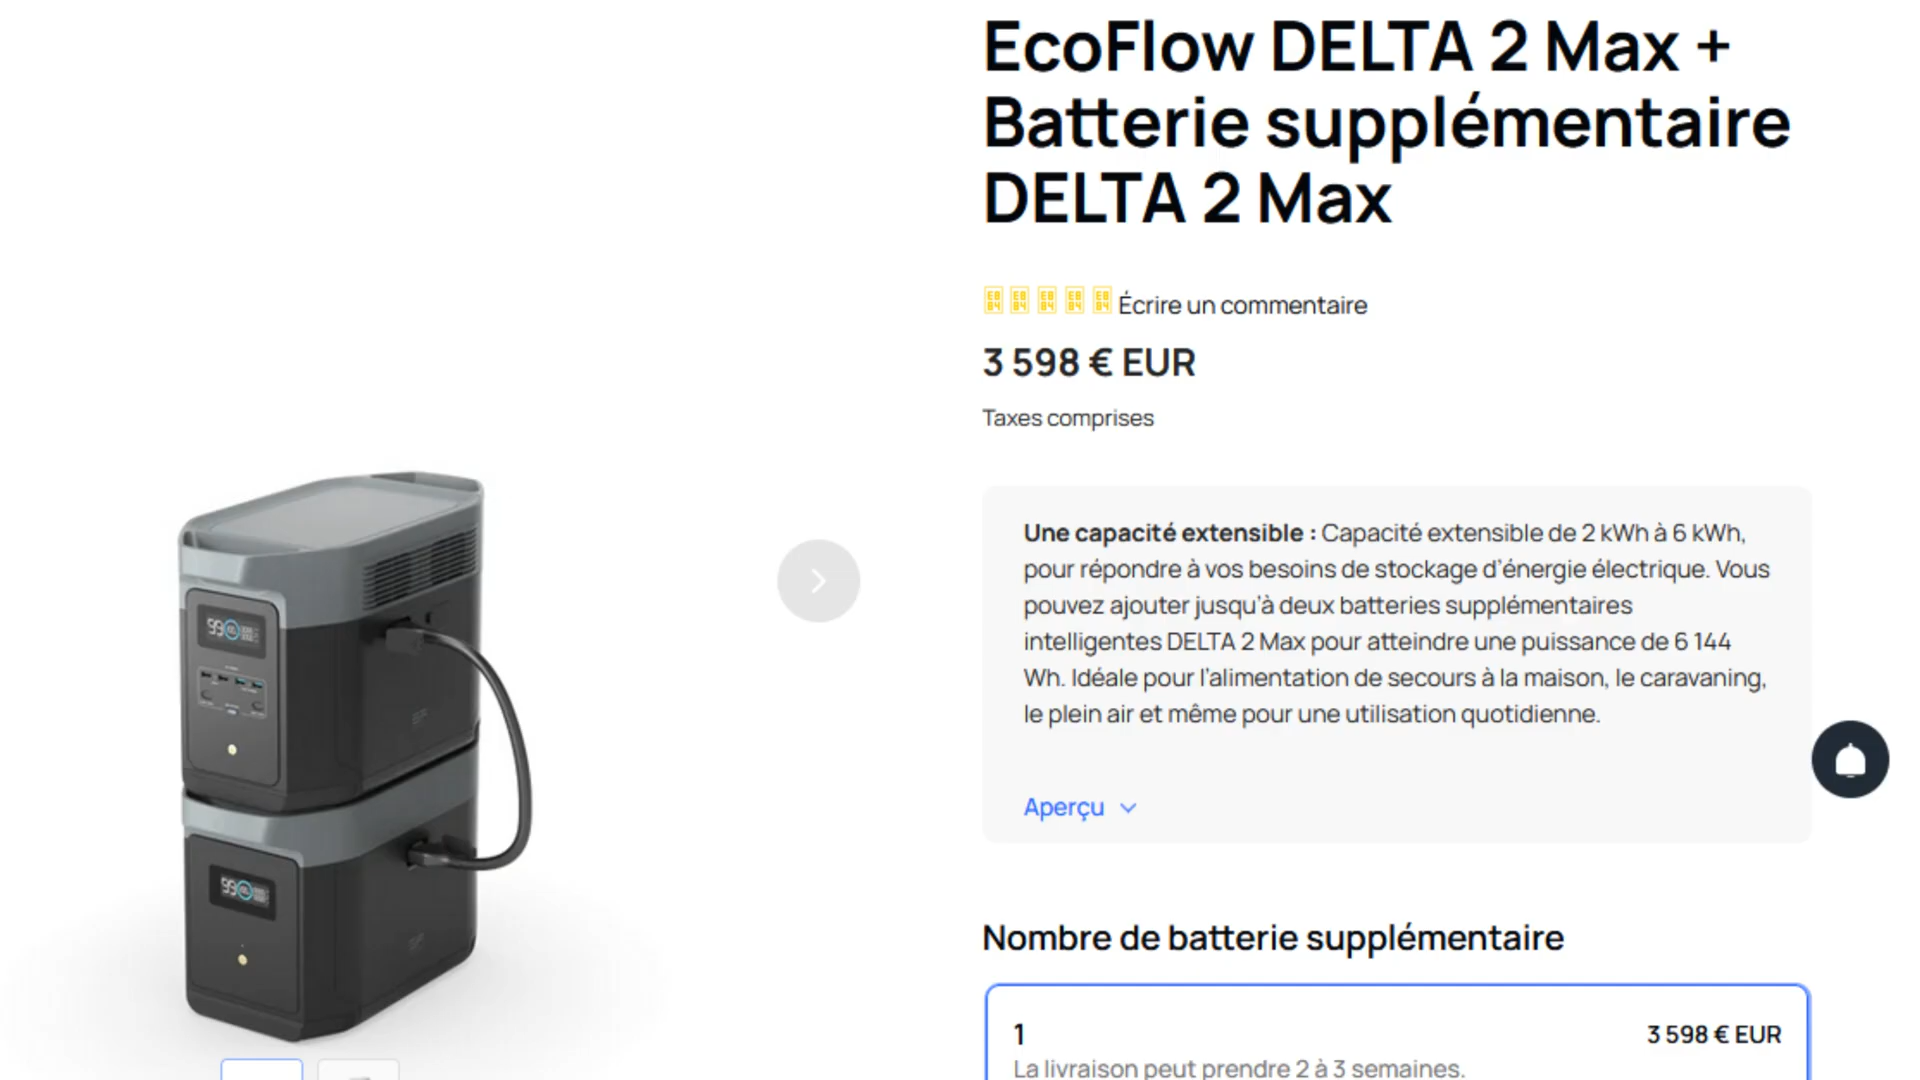 EcoFlow DELTA 2 Max +
Batterie supplémentaire
DELTA 2 Max
Écrire un commentaire
3 598 € EUR
Taxes comprises
Une capacité extensible : Capacité extensible de 2 kWh à 6 kWh,
pour répondre à vos besoins de stockage d'énergie électrique. Vous
pouvez ajouter jusqu'à deux batteries supplémentaires
intelligentes DELTA 2 Max pour atteindre une puissance de 6 144
Wh. Idéale pour l'alimentation de secours à la maison, le caravaning,
le plein air et même pour une utilisation quotidienne.
Aperçu
Nombre de batterie supplémentaire
1
3 598 € EUR
La livraison peut prendre 2 à 3 semaines.
99
99